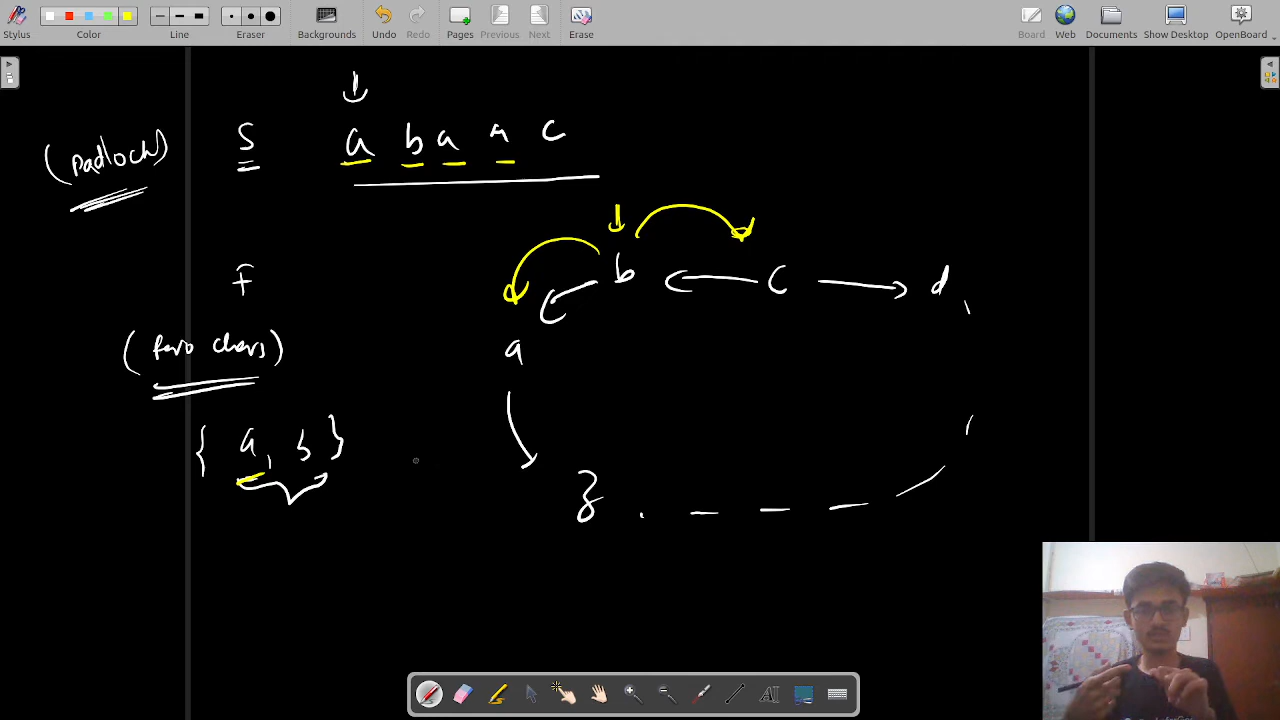 Stylus Color Line Eraser Backgrounds Undo Redo Pages Previous Next Erase Board Web Documents Show Desktop OpenBoard
(padlock) S a b a a c
F b c d,
(favo chars) a
{ a, b }
z . _ _ _